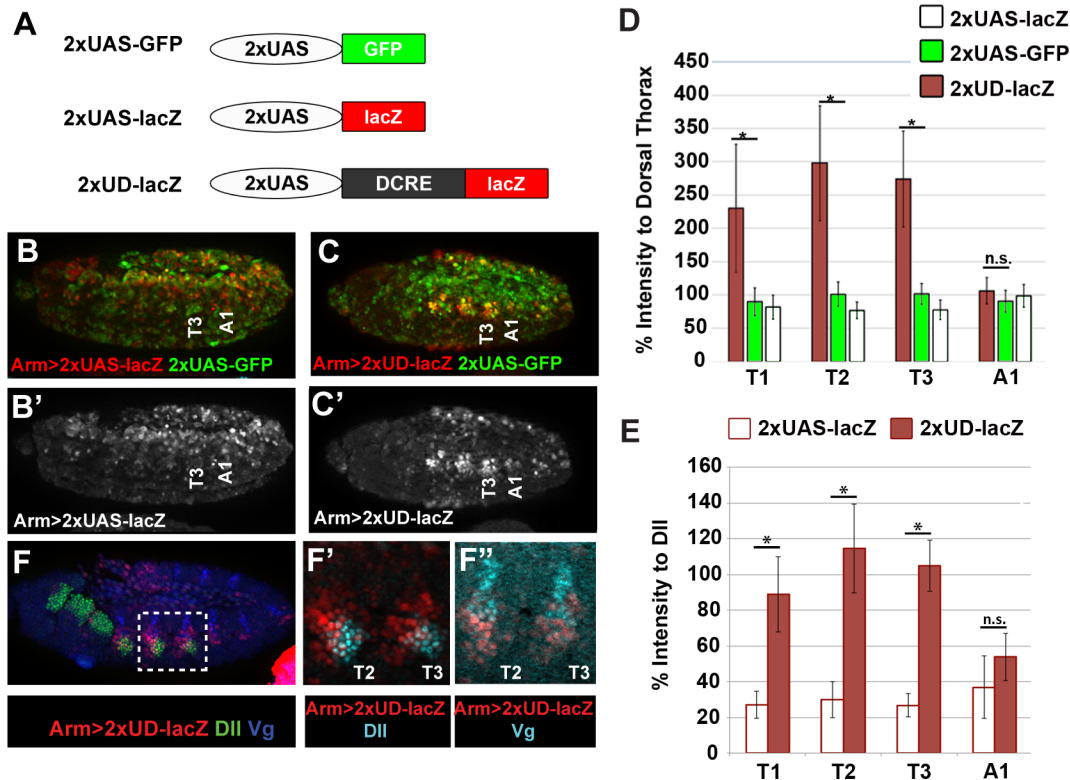 A
2xUAS-GFP 2xUAS GFP
2xUAS-lacZ 2xUAS lacZ
2xUD-lacZ 2xUAS DCRE lacZ
B
T3
A1
Arm>2xUAS-lacZ 2xUAS-GFP
C
T3
A1
Arm>2xUD-lacZ 2xUAS-GFP
B'
T3
A1
Arm>2xUAS-lacZ
C'
T3
A1
Arm>2xUD-lacZ
F
Arm>2xUD-lacZ Dll Vg
F'
T2 T3
Arm>2xUD-lacZ
Dll
F''
T2 T3
Arm>2xUD-lacZ
Vg
D
2xUAS-lacZ
2xUAS-GFP
2xUD-lacZ
% Intensity to Dorsal Thorax
450
400
350
300
250
200
150
100
50
0
* * * n.s.
T1 T2 T3 A1
E
2xUAS-lacZ 2xUD-lacZ
% Intensity to Dll
160
140
120
100
80
60
40
20
0
* * * n.s.
T1 T2 T3 A1